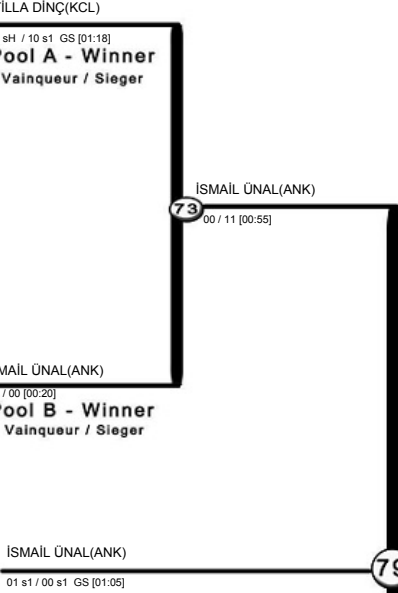 İLLA DİNÇ(KCL)
sH / 10 s1 GS [01:18]
Pool A - Winner
Vainqueur / Sieger
İSMAİL ÜNAL(ANK)
73
00 / 11 [00:55]
MAİL ÜNAL(ANK)
/ 00 [00:20]
Pool B - Winner
Vainqueur / Sieger
İSMAİL ÜNAL(ANK)
79
01 s1 / 00 s1 GS [01:05]